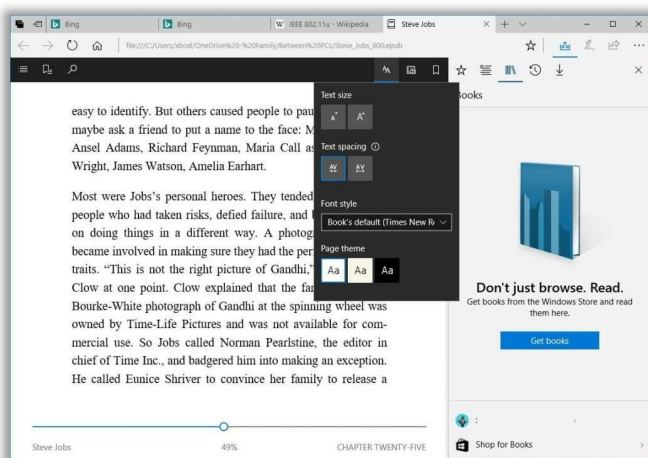 Bing
Bing
W IEEE 802.11u - Wikipedia
Steve Jobs
file:///C:/Users/xboxl/OneDrive%20-%20Family/Between%20PCs/Steve_Jobs_600.epub
Books
easy to identify. But others caused people to pau
maybe ask a friend to put a name to the face: M
Ansel Adams, Richard Feynman, Maria Call as
Wright, James Watson, Amelia Earhart.
Most were Jobs's personal heroes. They tended
people who had taken risks, defied failure, and b
on doing things in a different way. A photog
became involved in making sure they had the per
traits. “This is not the right picture of Gandhi,”
Clow at one point. Clow explained that the fa
Bourke-White photograph of Gandhi at the spinning wheel was
owned by Time-Life Pictures and was not available for com-
mercial use. So Jobs called Norman Pearlstine, the editor in
chief of Time Inc., and badgered him into making an exception.
He called Eunice Shriver to convince her family to release a
Steve Jobs
49%
CHAPTER TWENTY-FIVE
Text size
A
A
Text spacing
AV
AV
Font style
Book's default (Times New R
Page theme
Aa
Aa
Aa
Don't just browse. Read.
Get books from the Windows Store and read
them here.
Get books
Shop for Books